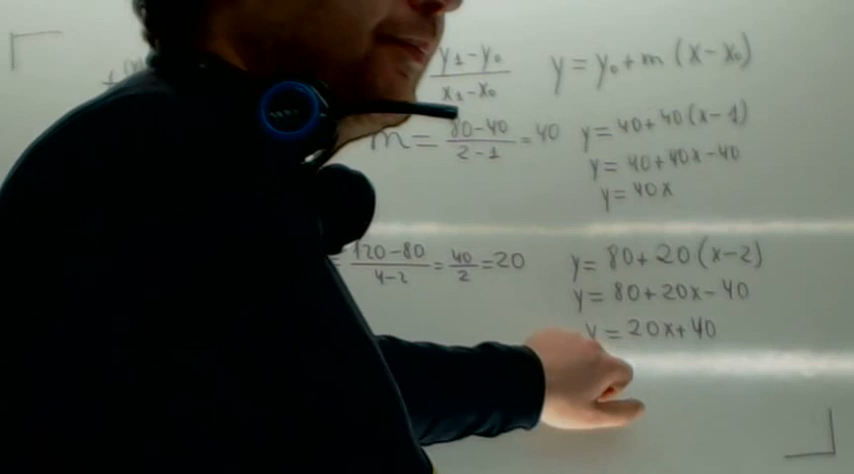 y1-y0/x1-x0 y = y0+m (x-x0)
m = 80-40/2-1 = 40 y = 40+40(x-1)
y = 40+40x-40
y = 40x
= 120-80/4-2 = 40/2 = 20 y = 80+20(x-2)
y = 80+20x-40
y = 20x+40